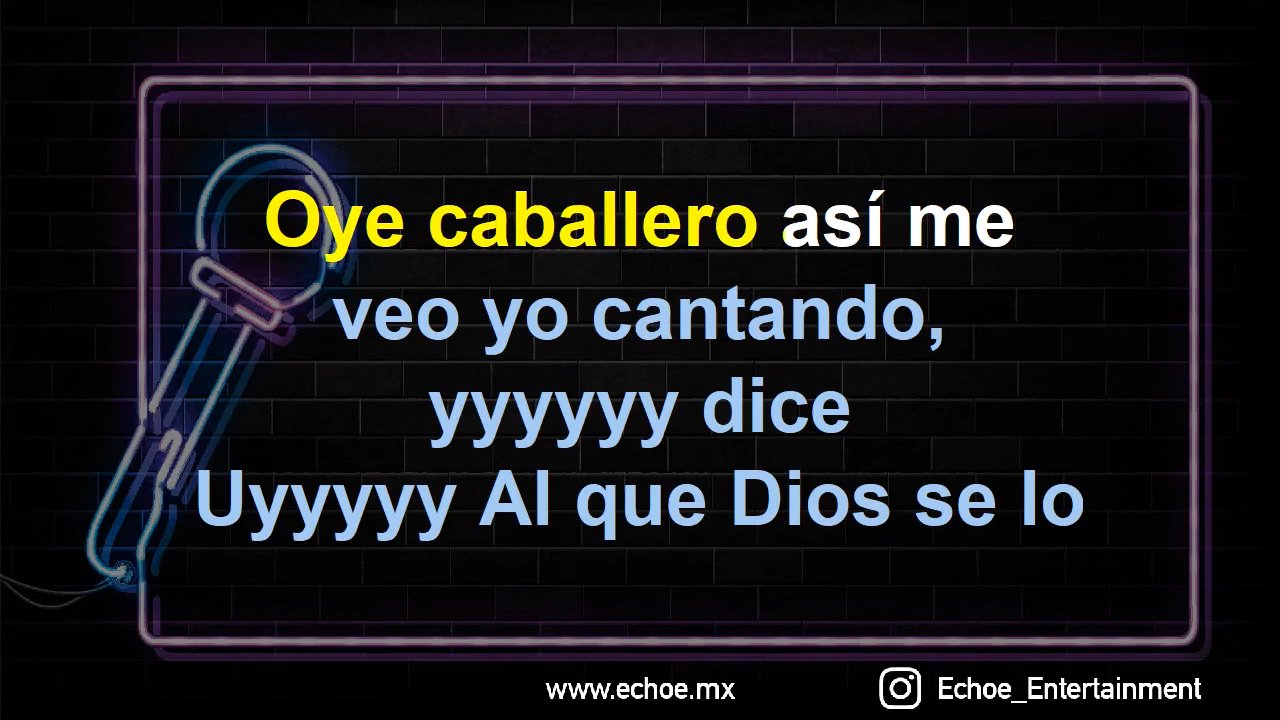 Oye caballero así me
veo yo cantando,
yyyyyy dice
Uyyyyy Al que Dios se lo
www.echoe.mx
Echoe_Entertainment